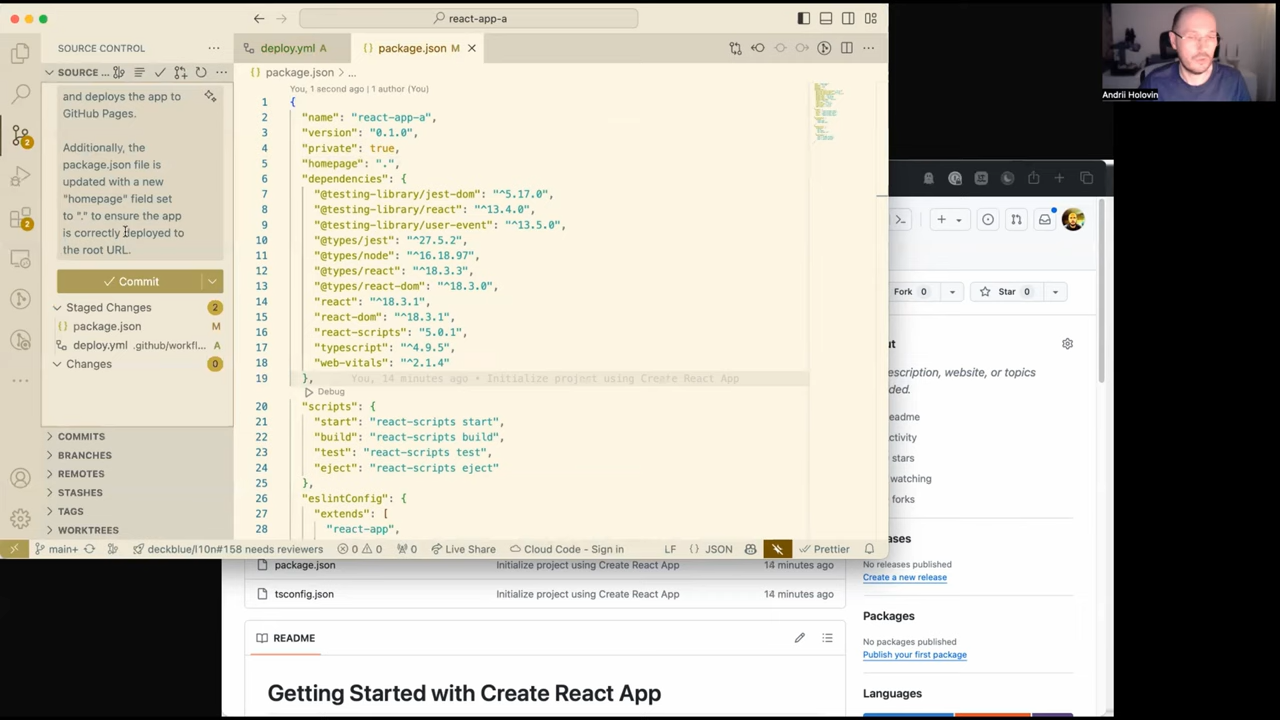 react-app-a
SOURCE CONTROL
deploy.yml A
package.json M
SOURCE ...
package.json > ...
and deploys the app to
GitHub Pages.
Additionally, the
package.json file is
updated with a new
"homepage" field set
to "." to ensure the app
is correctly deployed to
the root URL.
Commit
Staged Changes 2
package.json M
deploy.yml .github/workfl... A
Changes 0
COMMITS
BRANCHES
REMOTES
STASHES
TAGS
WORKTREES
2
2
You, 1 second ago | 1 author (You)
1 {
2 "name": "react-app-a",
3 "version": "0.1.0",
4 "private": true,
5 "homepage": ".",
6 "dependencies": {
7 "@testing-library/jest-dom": "^5.17.0",
8 "@testing-library/react": "^13.4.0",
9 "@testing-library/user-event": "^13.5.0",
10 "@types/jest": "^27.5.2",
11 "@types/node": "^16.18.97",
12 "@types/react": "^18.3.3",
13 "@types/react-dom": "^18.3.0",
14 "react": "^18.3.1",
15 "react-dom": "^18.3.1",
16 "react-scripts": "5.0.1",
17 "typescript": "^4.9.5",
18 "web-vitals": "^2.1.4"
19 }, You, 14 minutes ago • Initialize project using Create React App
Debug
20 "scripts": {
21 "start": "react-scripts start",
22 "build": "react-scripts build",
23 "test": "react-scripts test",
24 "eject": "react-scripts eject"
25 },
26 "eslintConfig": {
27 "extends": [
28 "react-app",
main+ deckblue/l10n#158 needs reviewers 0 0 0 Live Share Cloud Code - Sign in LF {} JSON Prettier
Andrii Holovin
Fork 0
Star 0
ut
escription, website, or topics
ded.
eadme
ctivity
stars
watching
forks
ases
No releases published
Create a new release
Packages
No packages published
Publish your first package
Languages
package.json Initialize project using Create React App 14 minutes ago
tsconfig.json Initialize project using Create React App 14 minutes ago
README
Getting Started with Create React App